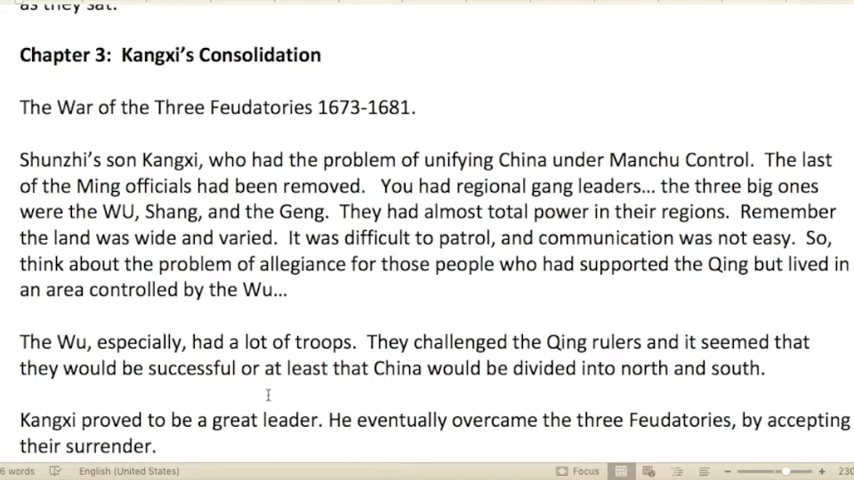 as they sat.
Chapter 3:  Kangxi's Consolidation
The War of the Three Feudatories 1673-1681.
Shunzhi's son Kangxi, who had the problem of unifying China under Manchu Control.  The last
of the Ming officials had been removed.   You had regional gang leaders... the three big ones
were the WU, Shang, and the Geng.  They had almost total power in their regions.  Remember
the land was wide and varied.  It was difficult to patrol, and communication was not easy.  So,
think about the problem of allegiance for those people who had supported the Qing but lived in
an area controlled by the Wu...
The Wu, especially, had a lot of troops.  They challenged the Qing rulers and it seemed that
they would be successful or at least that China would be divided into north and south.
Kangxi proved to be a great leader. He eventually overcame the three Feudatories, by accepting
their surrender.
6 words English (United States) Focus 230